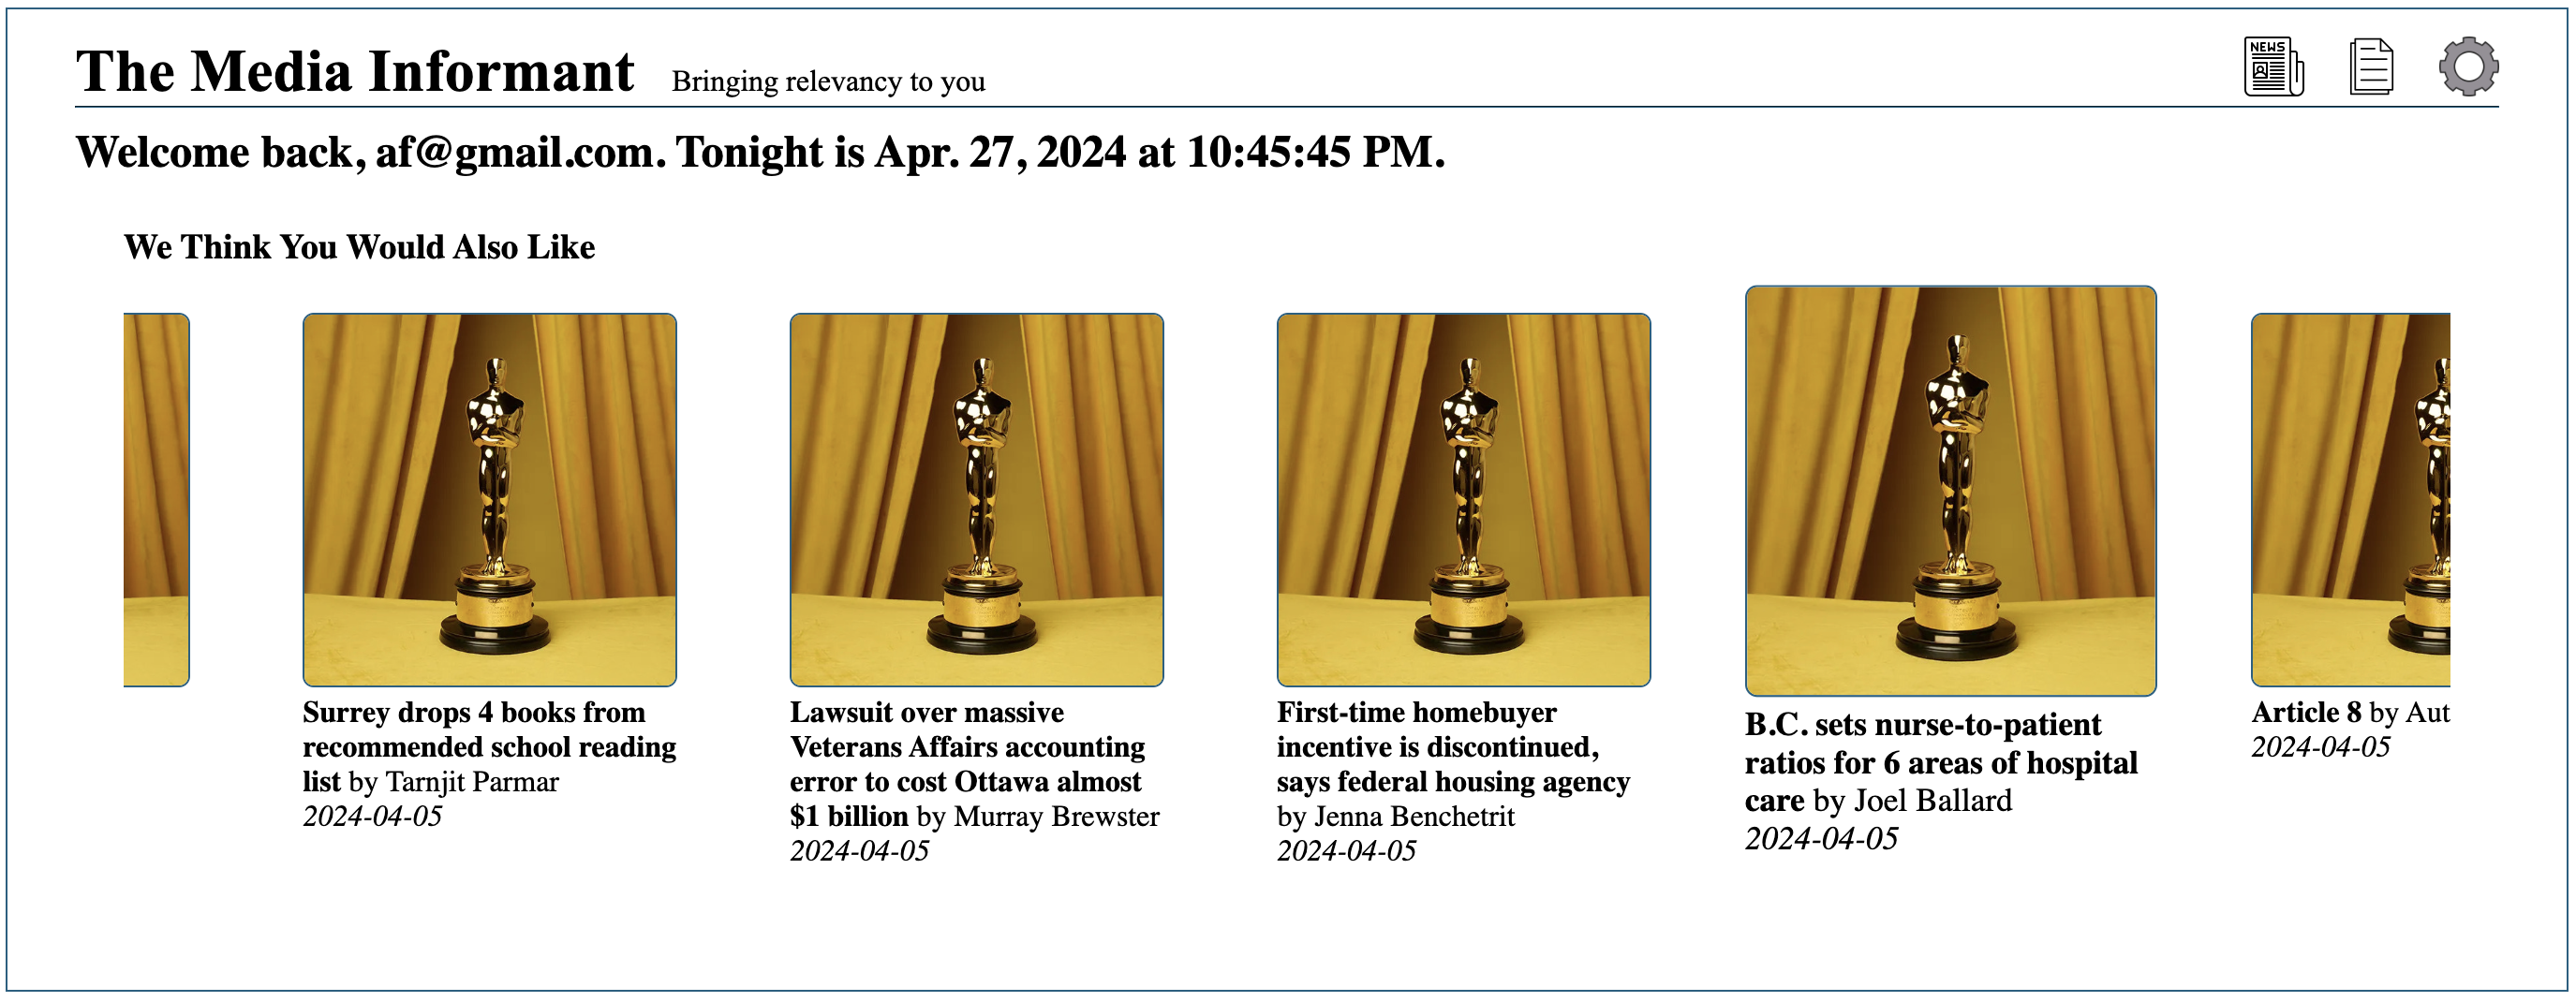 The Media Informant
Bringing relevancy to you
NEWS
Welcome back, af@gmail.com. Tonight is Apr. 27, 2024 at 10:45:45 PM.
We Think You Would Also Like
Surrey drops 4 books from
recommended school reading
list by Tarnjit Parmar
2024-04-05
Lawsuit over massive
Veterans Affairs accounting
error to cost Ottawa almost
$1 billion by Murray Brewster
2024-04-05
First-time homebuyer
incentive is discontinued,
says federal housing agency
by Jenna Benchetrit
2024-04-05
B.C. sets nurse-to-patient
ratios for 6 areas of hospital
care by Joel Ballard
2024-04-05
Article 8 by Aut
2024-04-05